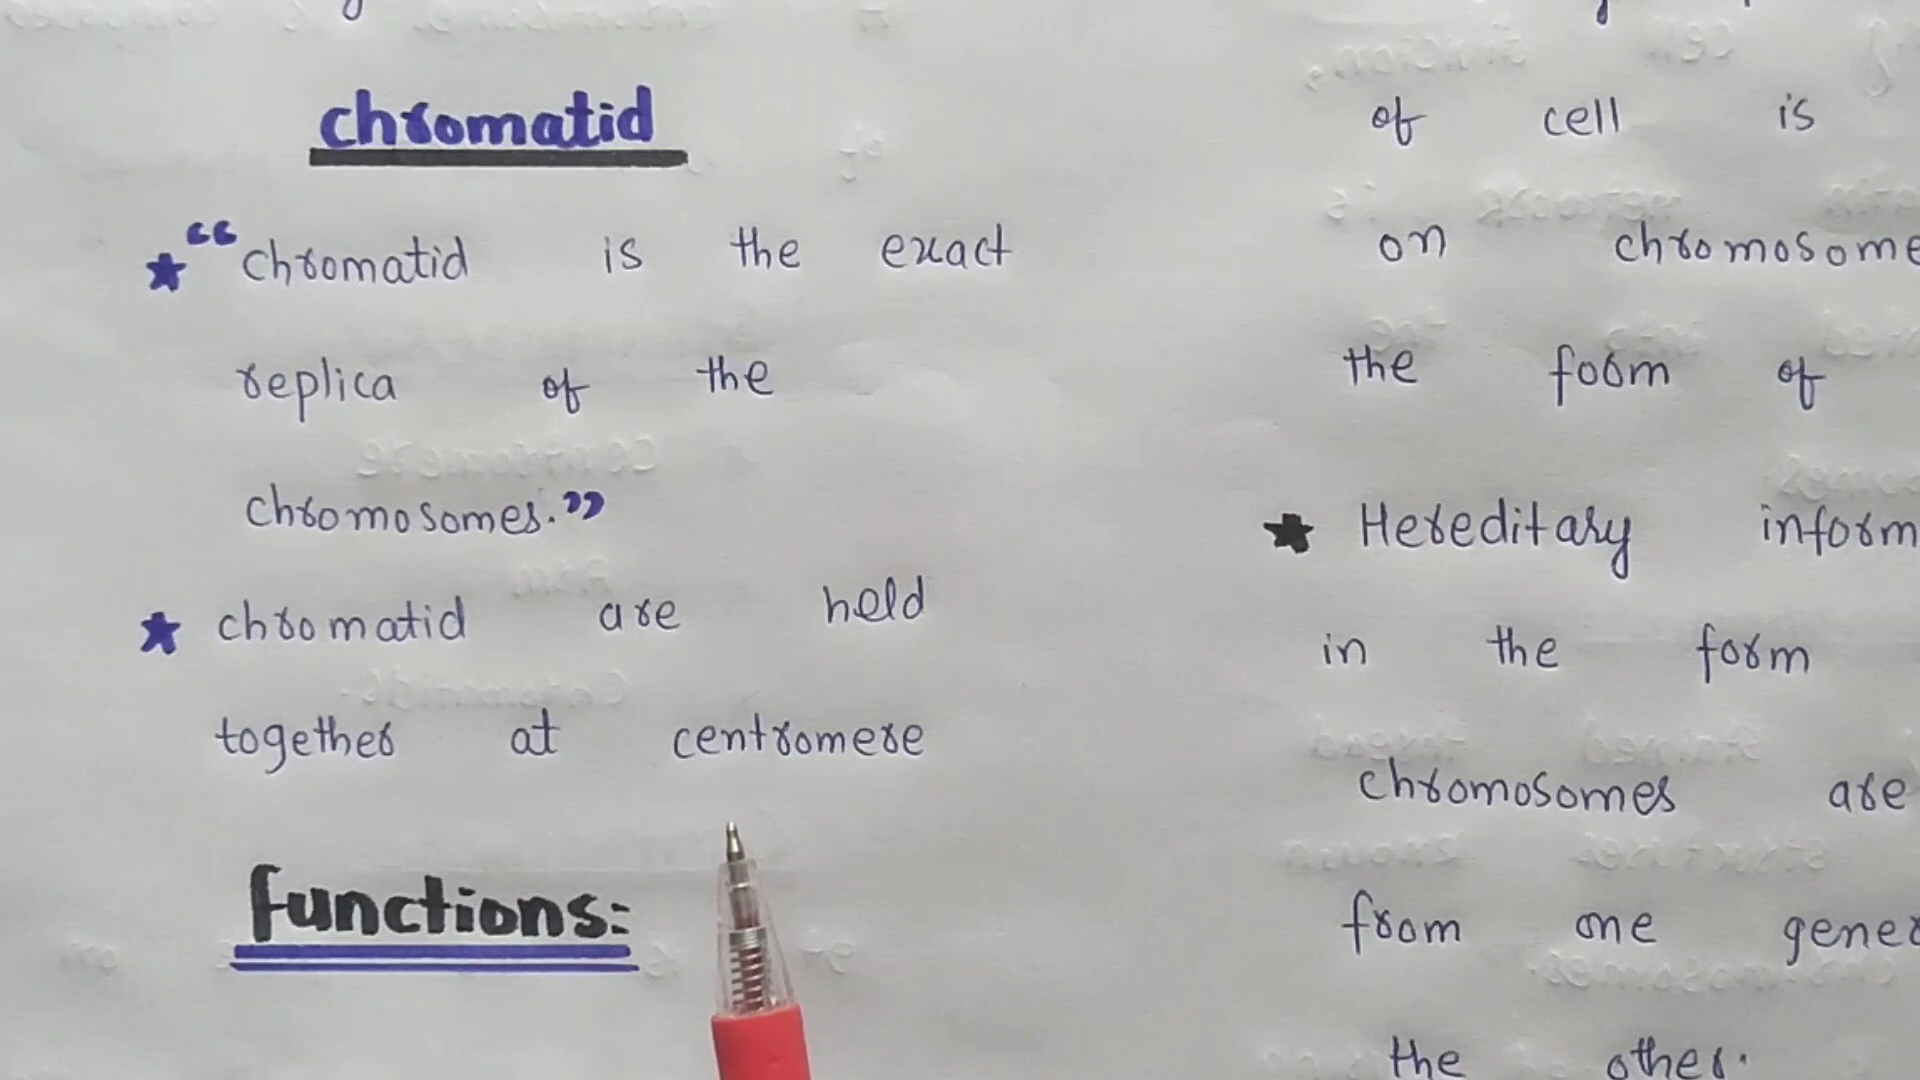 chromatid
"chromatid is the exact
replica of the
chromosomes."
chromatid are held
together at centromere
functions:
of cell is
on chromosome
the form of
Hereditary inform
in the form
chromosomes are
from one gener
the other.